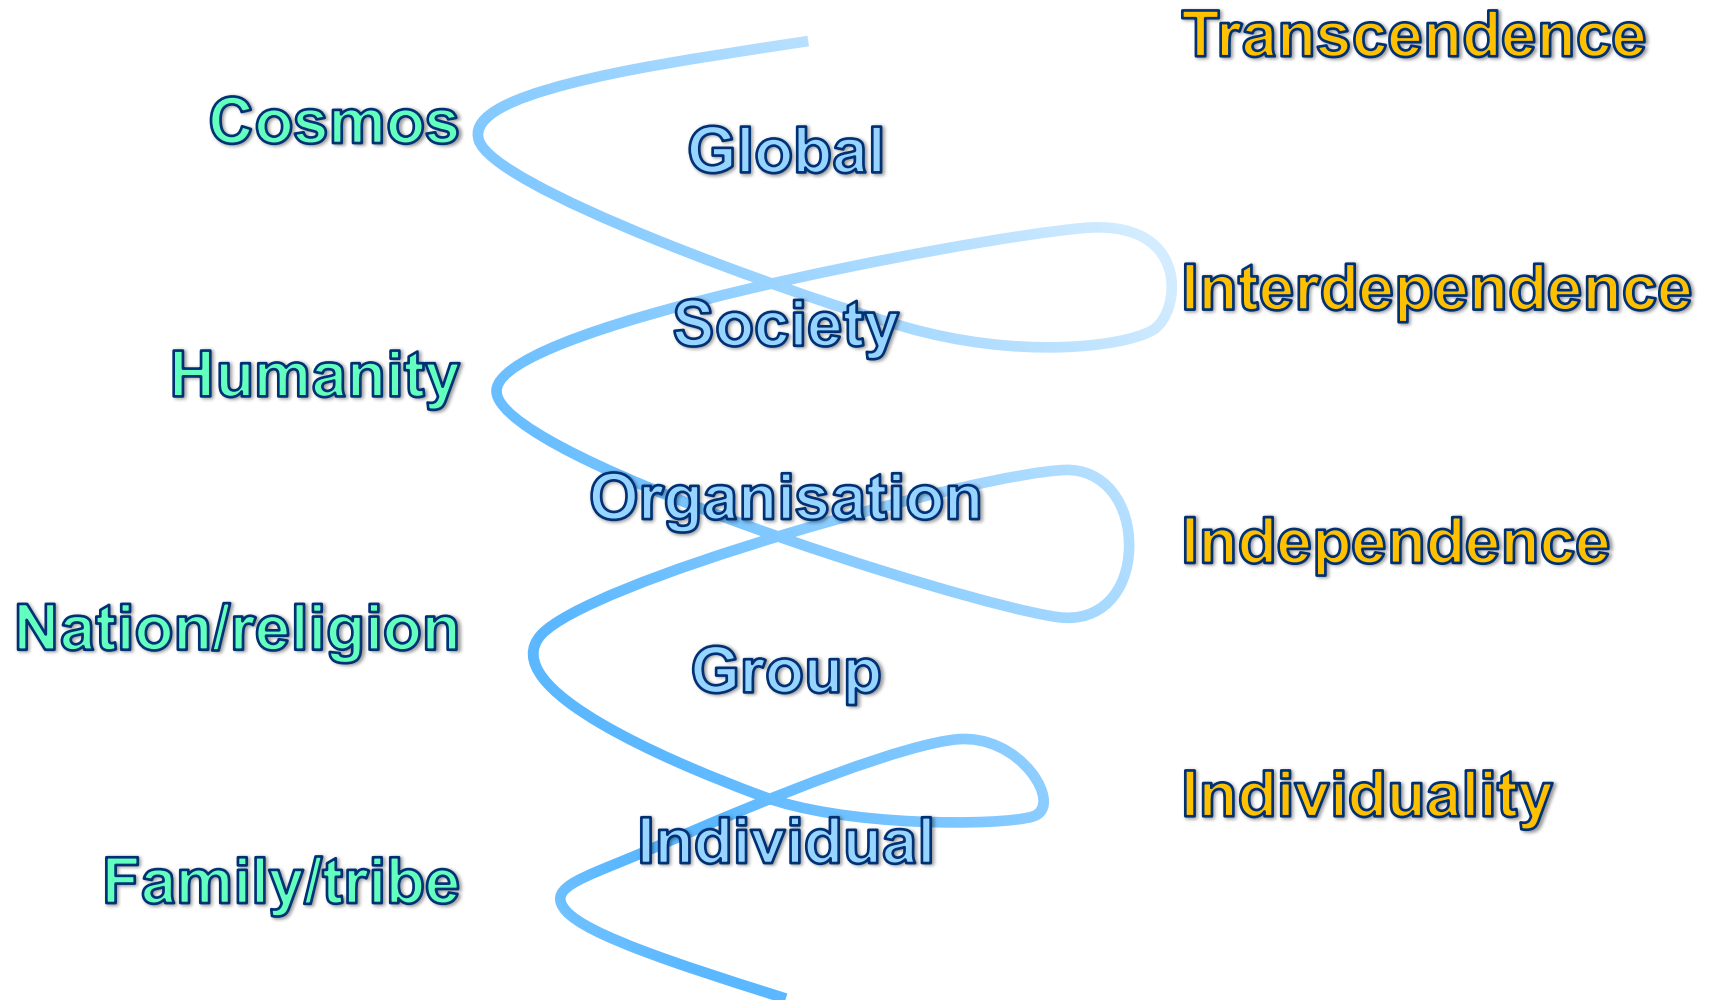 Transcendence
Cosmos
Global
Interdependence
Society
Humanity
Organisation
Independence
Nation/religion
Group
Individuality
Individual
Family/tribe